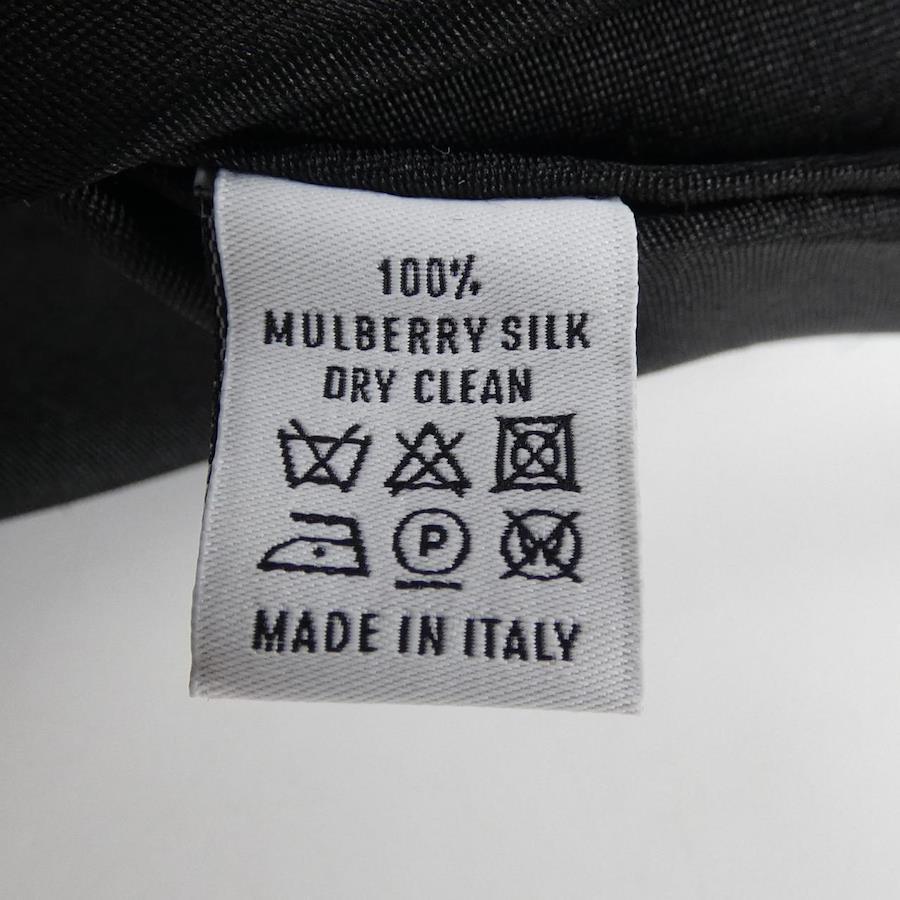 100%
MULBERRY SILK
DRY CLEAN
P
W
MADE IN ITALY